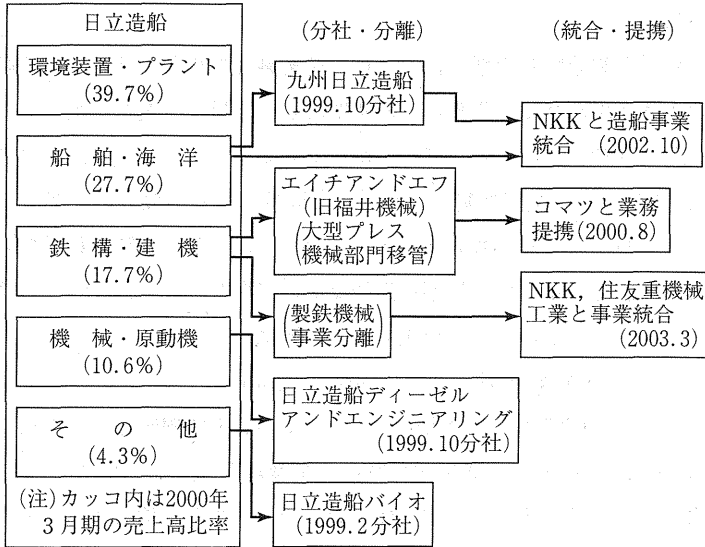 日立造船
(分社・分離)
(統合・提携)
環境装置・プラント
(39.7%)
船舶・海洋
(27.7%)
鉄構・建機
(17.7%)
機械・原動機
(10.6%)
その他
(4.3%)
(注)カッコ内は2000年
3月期の売上高比率
九州日立造船
(1999.10分社)
エイチアンドエフ
(旧福井機械)
(大型プレス
機械部門移管)
(製鉄機械
事業分離)
日立造船ディーゼル
アンドエンジニアリング
(1999.10分社)
日立造船バイオ
(1999.2分社)
NKKと造船事業
統合 (2002.10)
コマツと業務
提携(2000.8)
NKK,住友重機械
工業と事業統合
(2003.3)